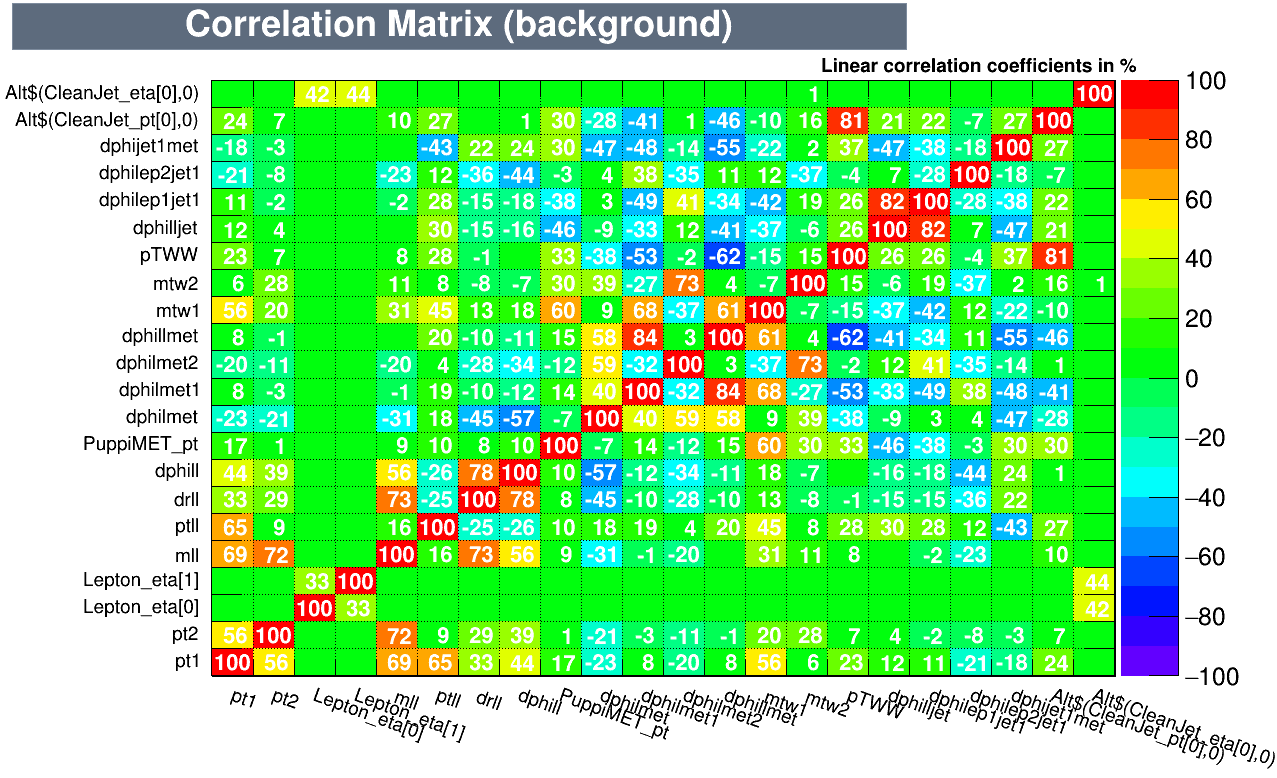 Correlation Matrix (background)
Linear correlation coefficients in %
Alt$(CleanJet_eta[0],0) 42 44 1 100
Alt$(CleanJet_pt[0],0) 24 7 10 27 1 30 -28 -41 1 -46 -10 16 81 21 22 -7 27 100
dphijet1met -18 -3 -43 22 24 30 -47 -48 -14 -55 -22 2 37 -47 -38 -18 100 27
dphilep2jet1 -21 -8 -23 12 -36 -44 -3 4 38 -35 11 12 -37 -4 7 -28 100 -18 -7
dphilep1jet1 11 -2 -2 28 -15 -18 -38 3 -49 41 -34 -42 19 26 82 100 -28 -38 22
dphilljet 12 4 30 -15 -16 -46 -9 -33 12 -41 -37 -6 26 100 82 7 -47 21
pTWW 23 7 8 28 -1 33 -38 -53 -2 -62 -15 15 100 26 26 -4 37 81
mtw2 6 28 11 8 -8 -7 30 39 -27 73 4 -7 100 15 -6 19 -37 2 16 1
mtw1 56 20 31 45 13 18 60 9 68 -37 61 100 -7 -15 -37 -42 12 -22 -10
dphillmet 8 -1 20 -10 -11 15 58 84 3 100 61 4 -62 -41 -34 11 -55 -46
dphilmet2 -20 -11 -20 4 -28 -34 -12 59 -32 100 3 -37 73 -2 12 41 -35 -14 1
dphilmet1 8 -3 -1 19 -10 -12 14 40 100 -32 84 68 -27 -53 -33 -49 38 -48 -41
dphilmet -23 -21 -31 18 -45 -57 -7 100 40 59 58 9 39 -38 -9 3 4 -47 -28
PuppiMET_pt 17 1 9 10 8 10 100 -7 14 -12 15 60 30 33 -46 -38 -3 30 30
dphill 44 39 56 -26 78 100 10 -57 -12 -34 -11 18 -7 -16 -18 -44 24 1
drll 33 29 73 -25 100 78 8 -45 -10 -28 -10 13 -8 -1 -15 -15 -36 22
ptll 65 9 16 100 -25 -26 10 18 19 4 20 45 8 28 30 28 12 -43 27
mll 69 72 100 16 73 56 9 -31 -1 -20 31 11 8 -2 -23 10
Lepton_eta[1] 33 100 44
Lepton_eta[0] 100 33 42
pt2 56 100 72 9 29 39 1 -21 -3 -11 -1 20 28 7 4 -2 -8 -3 7
pt1 100 56 69 65 33 44 17 -23 8 -20 8 56 6 23 12 11 -21 -18 24
pt1 pt2 Lepton_eta[0] Lepton_eta[1] mll ptll drll dphill PuppiMET_pt dphilmet dphilmet1 dphilmet2 dphillmet mtw1 mtw2 pTWW dphilljet dphilep1jet1 dphilep2jet1 dphijet1met Alt$(CleanJet_pt[0],0) Alt$(CleanJet_eta[0],0)
100
80
60
40
20
0
−20
−40
−60
−80
−100